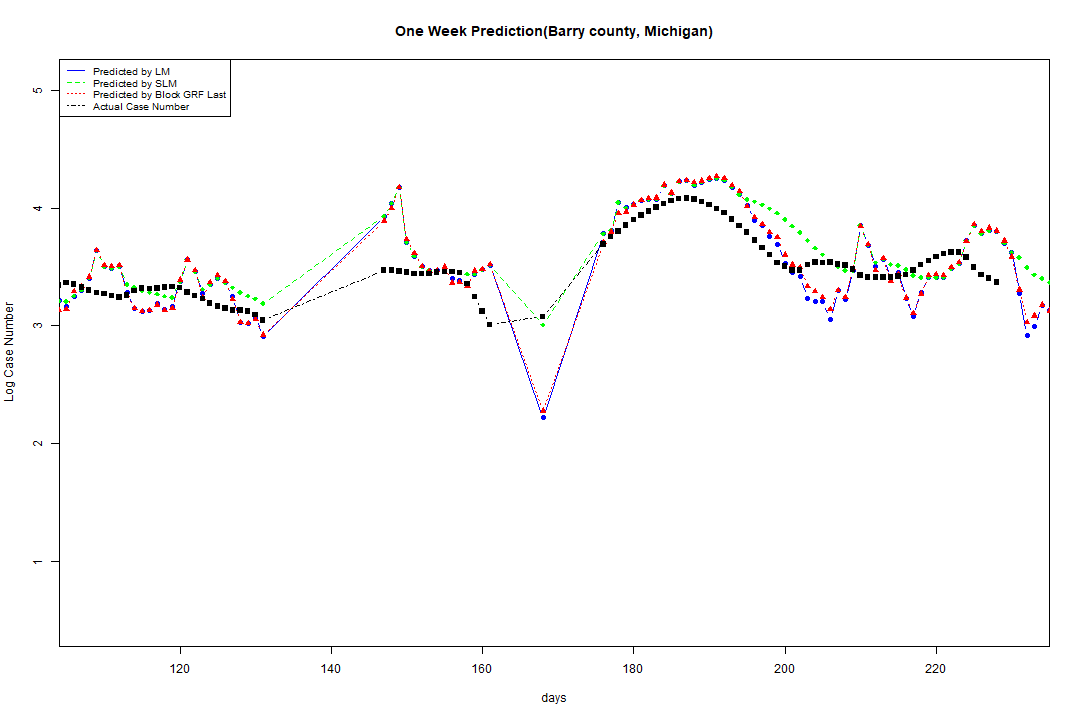 One Week Prediction(Barry county, Michigan)
Predicted by LM
Predicted by SLM
Predicted by Block GRF Last
Actual Case Number
5
4
3
2
1
Log Case Number
120 140 160 180 200 220
days